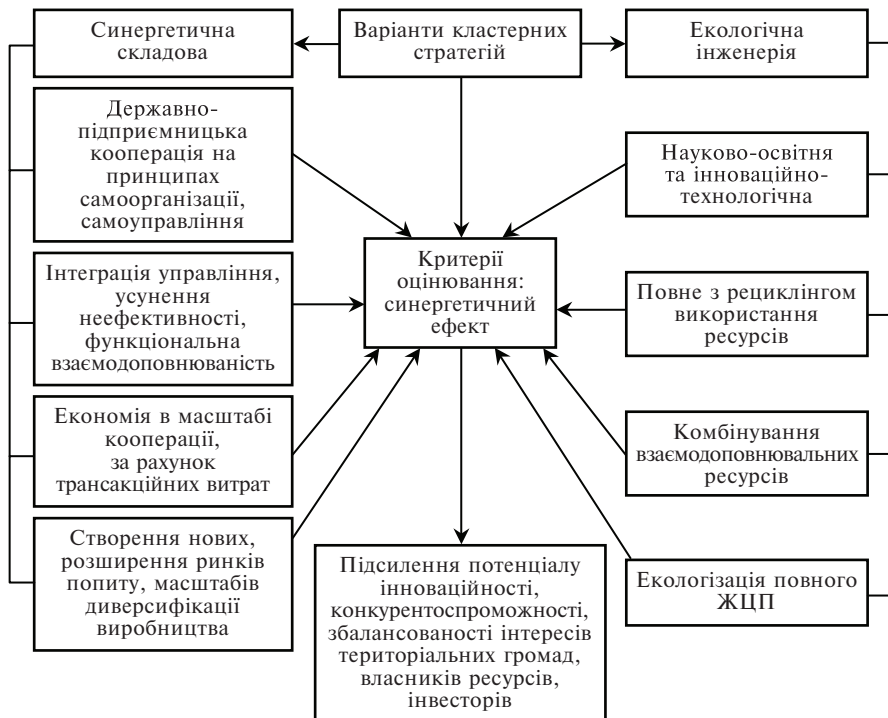 Синергетична
складова
Варіанти кластерних
стратегій
Екологічна
інженерія
Державно-
підприємницька
кооперація на
принципах
самоорганізації,
самоуправління
Науково-освітня
та інноваційно-
технологічна
Критерії
оцінювання:
синергетичний
ефект
Інтеграція управління,
усунення
неефективності,
функціональна
взаємодоповнюваність
Повне з рециклінгом
використання
ресурсів
Економія в масштабі
кооперації,
за рахунок
трансакційних витрат
Комбінування
взаємодоповнювальних
ресурсів
Створення нових,
розширення ринків
попиту, масштабів
диверсифікації
виробництва
Підсилення потенціалу
інноваційності,
конкурентоспроможності,
збалансованості інтересів
територіальних громад,
власників ресурсів,
інвесторів
Екологізація повного
ЖЦП